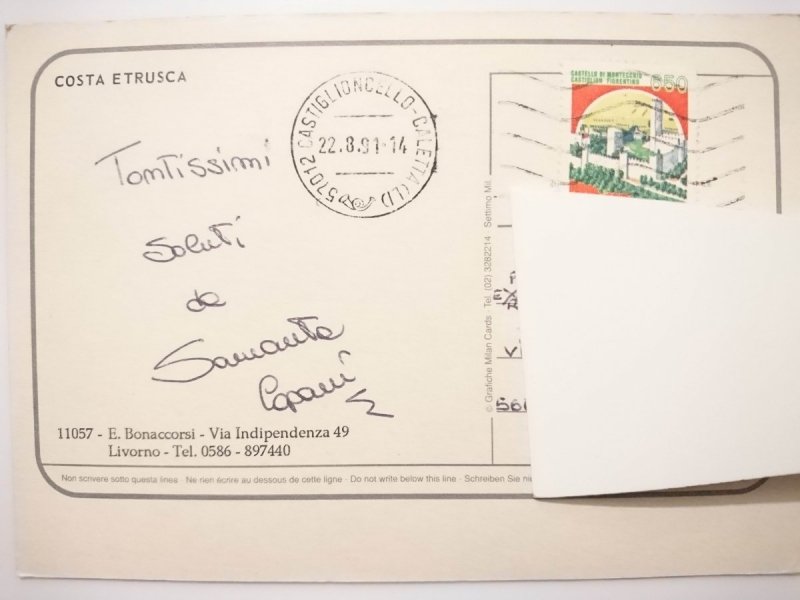 COSTA ETRUSCA
57012 CASTIGLIONCELLO-CALETTA (LI)
22.8.91-14
CASTELLO DI MONTECCHIO
CASTIGLION FIORENTINO
650
Tantissimi
Saluti
da
Samanta
© Grafiche Milan Cards Tel. (02) 3282214 Settimo Mil.
11057 - E. Bonaccorsi - Via Indipendenza 49
Livorno - Tel. 0586 - 897440
Non scrivere sotto questa linea · Ne rien écrire au dessous de cette ligne · Do not write below this line · Schreiben Sie